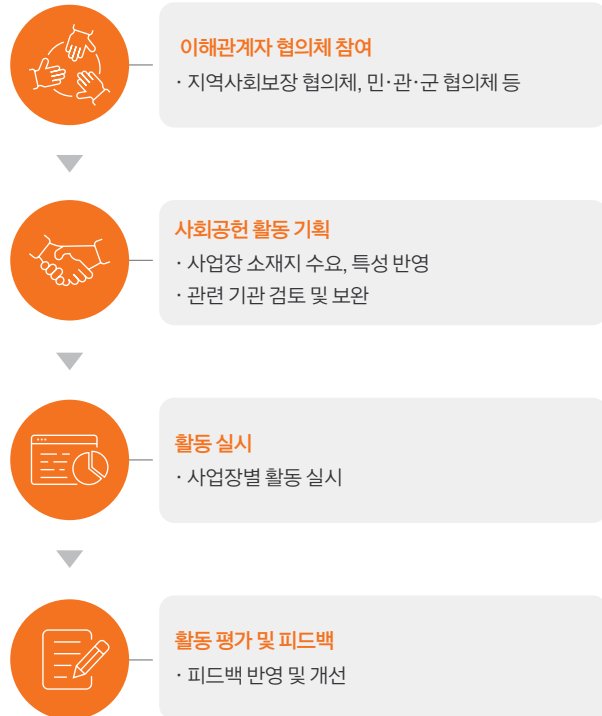 이해관계자 협의체 참여
· 지역사회보장 협의체, 민·관·군 협의체 등
사회공헌 활동 기획
· 사업장 소재지 수요, 특성 반영
· 관련 기관 검토 및 보완
활동 실시
· 사업장별 활동 실시
활동 평가 및 피드백
· 피드백 반영 및 개선